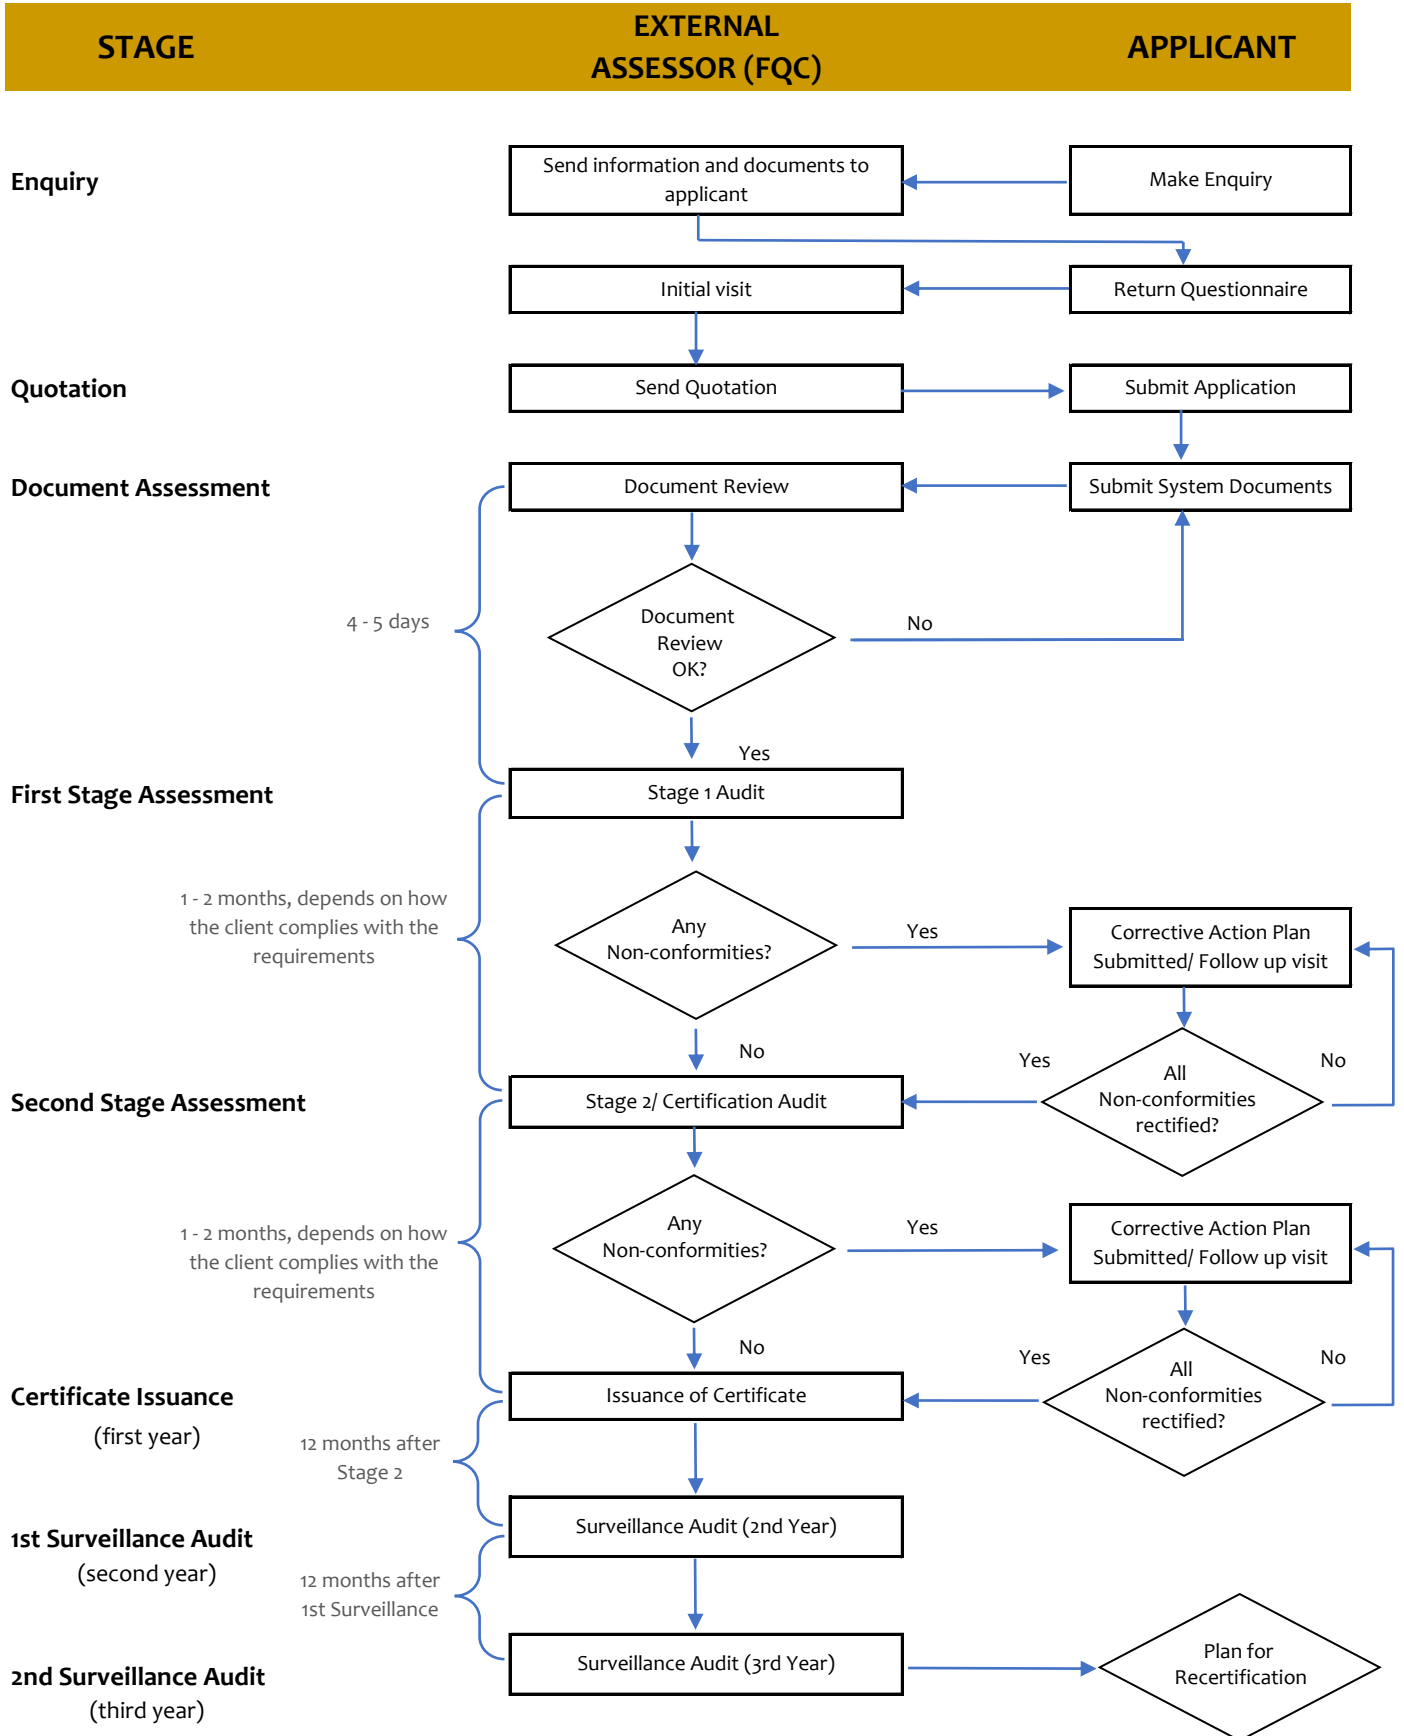 STAGE
EXTERNAL
ASSESSOR (FQC)
APPLICANT
Enquiry
Send information and documents to
applicant
Make Enquiry
Initial visit
Return Questionnaire
Quotation
Send Quotation
Submit Application
Document Assessment
Document Review
Submit System Documents
4 - 5 days
Document
Review
OK?
No
Yes
First Stage Assessment
Stage 1 Audit
1 - 2 months, depends on how
the client complies with the
requirements
Any
Non-conformities?
Yes
Corrective Action Plan
Submitted/ Follow up visit
No
Yes
No
All
Non-conformities
rectified?
Second Stage Assessment
Stage 2/ Certification Audit
1 - 2 months, depends on how
the client complies with the
requirements
Any
Non-conformities?
Yes
Corrective Action Plan
Submitted/ Follow up visit
No
Yes
No
All
Non-conformities
rectified?
Certificate Issuance
(first year)
Issuance of Certificate
12 months after
Stage 2
1st Surveillance Audit
(second year)
Surveillance Audit (2nd Year)
12 months after
1st Surveillance
2nd Surveillance Audit
(third year)
Surveillance Audit (3rd Year)
Plan for
Recertification